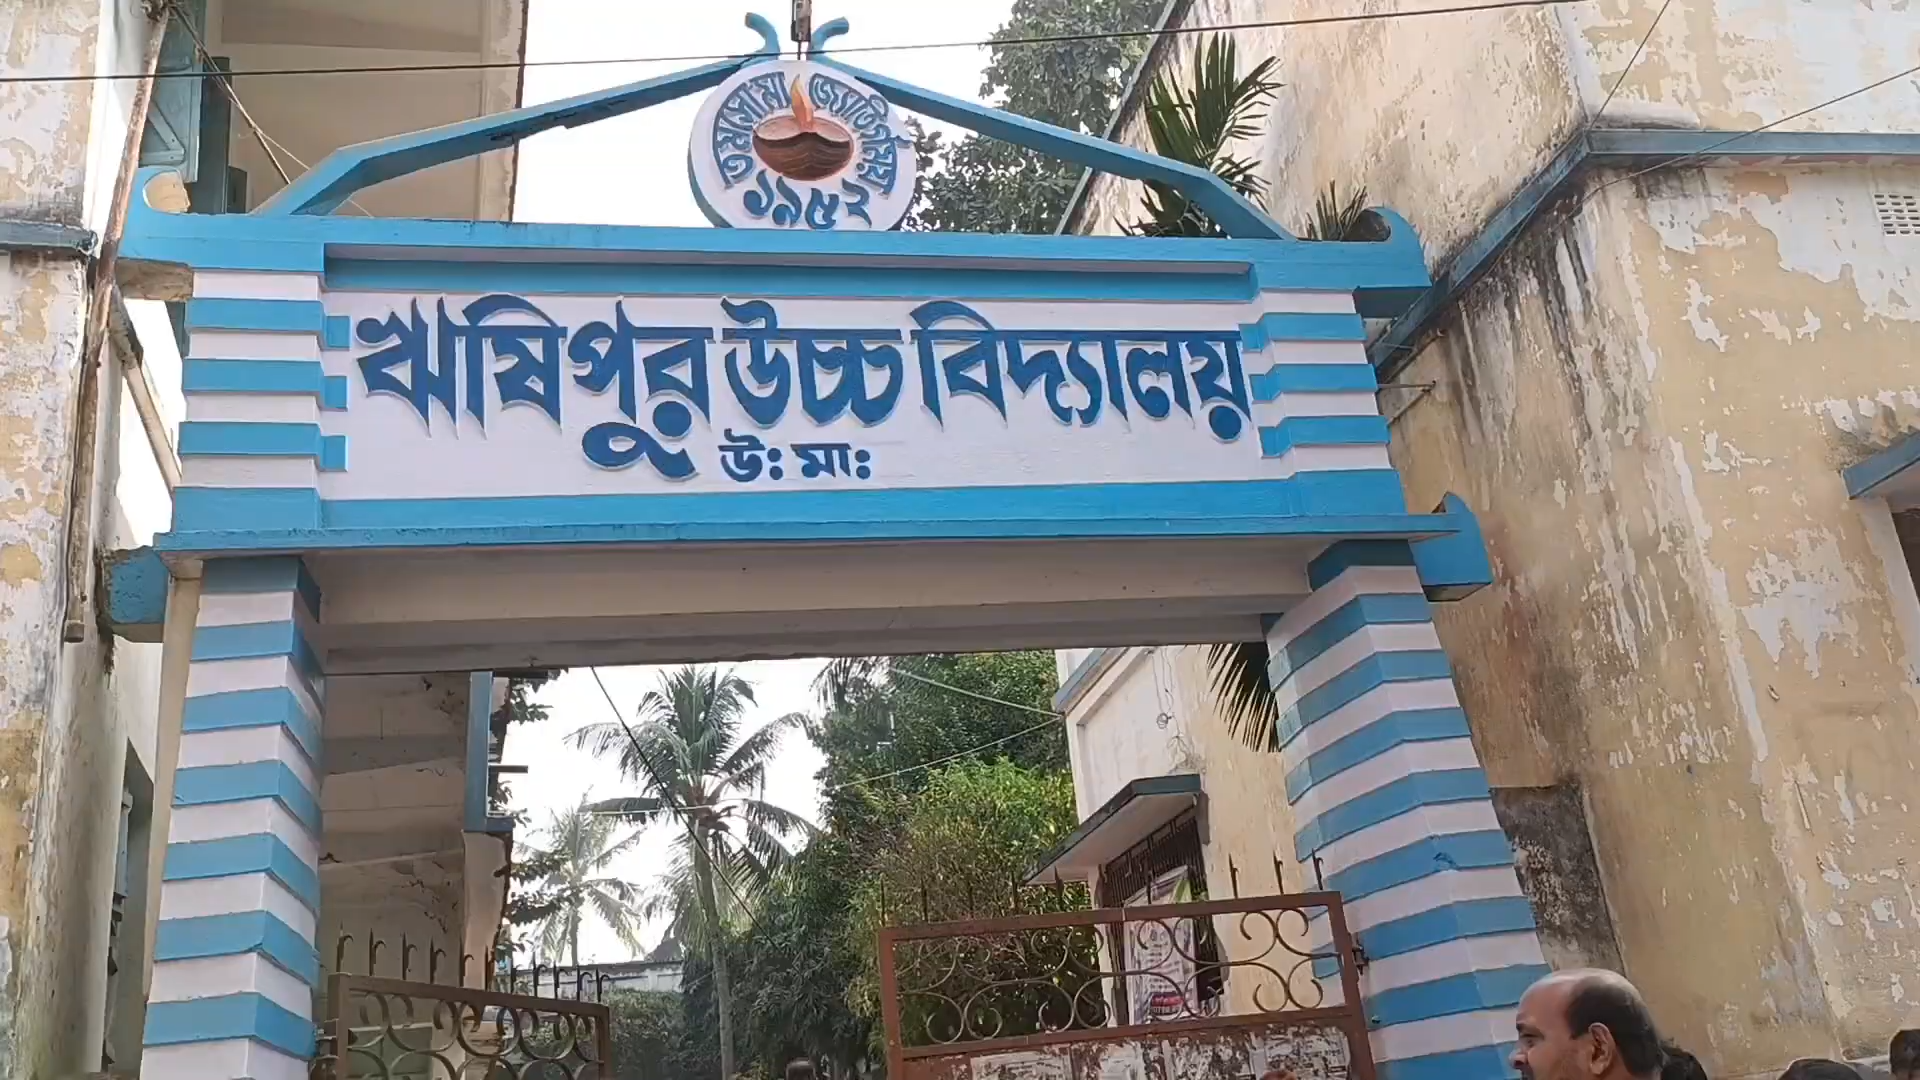 তমসো মা জ্যোতির্গময়
১৯৫২
ঋষিপুর উচ্চ বিদ্যালয়
উঃ মাঃ